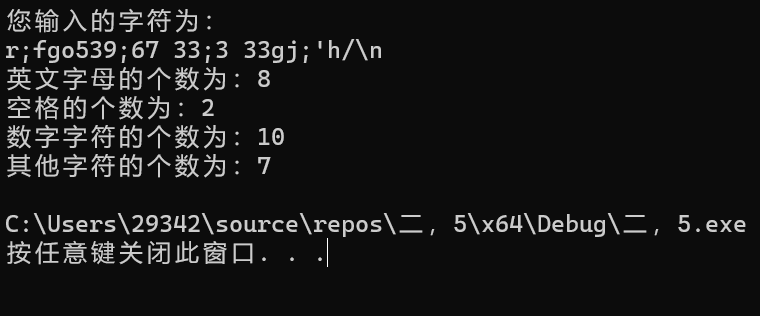 您输入的字符为：
r;fgo539;67 33;3 33gj;'h/\n
英文字母的个数为：8
空格的个数为：2
数字字符的个数为：10
其他字符的个数为：7
C:\Users\29342\source\repos\二，5\x64\Debug\二，5.exe
按任意键关闭此窗口. . .